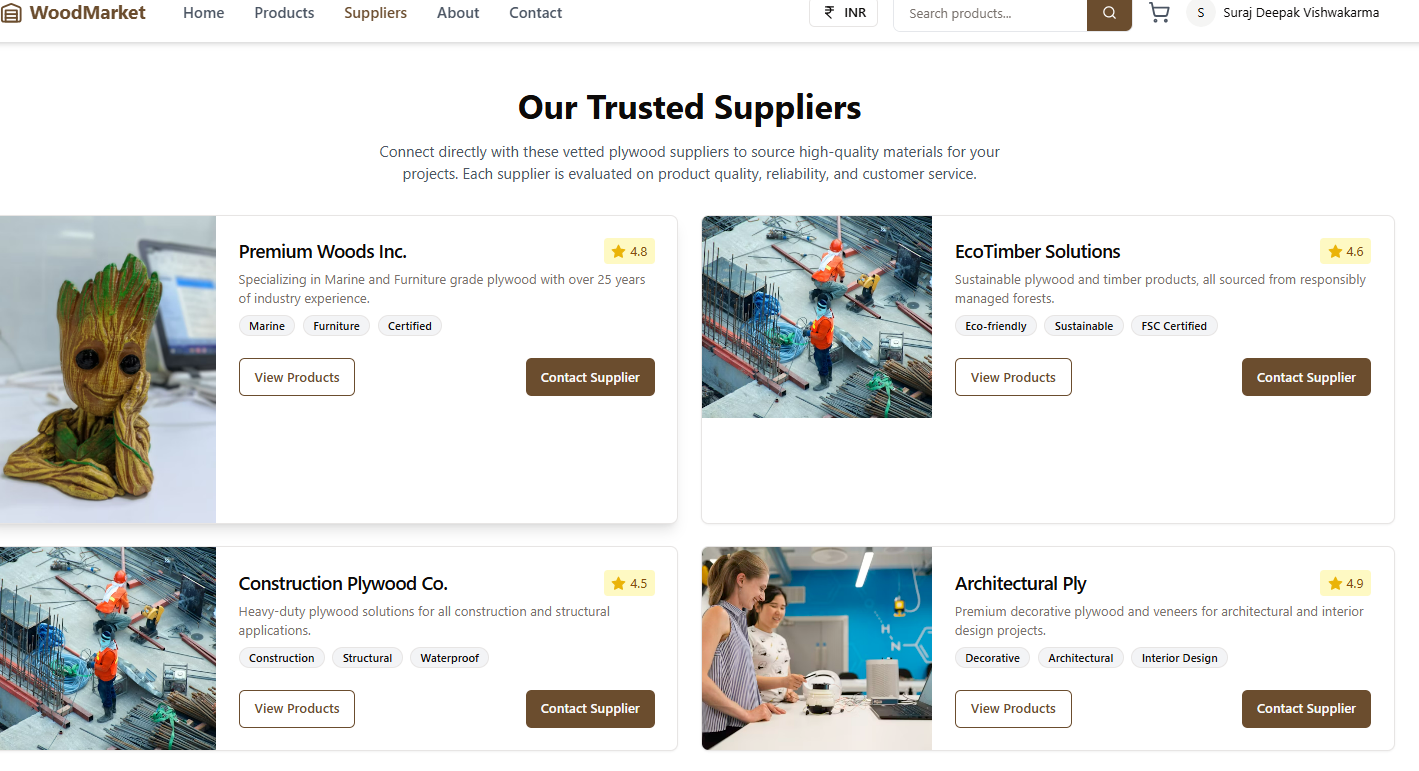 WoodMarket
Home
Products
Suppliers
About
Contact
₹ INR
Search products...
S
Suraj Deepak Vishwakarma
Our Trusted Suppliers
Connect directly with these vetted plywood suppliers to source high-quality materials for your
projects. Each supplier is evaluated on product quality, reliability, and customer service.
Premium Woods Inc.
4.8
Specializing in Marine and Furniture grade plywood with over 25 years
of industry experience.
Marine
Furniture
Certified
View Products
Contact Supplier
EcoTimber Solutions
4.6
Sustainable plywood and timber products, all sourced from responsibly
managed forests.
Eco-friendly
Sustainable
FSC Certified
View Products
Contact Supplier
Construction Plywood Co.
4.5
Heavy-duty plywood solutions for all construction and structural
applications.
Construction
Structural
Waterproof
View Products
Contact Supplier
Architectural Ply
4.9
Premium decorative plywood and veneers for architectural and interior
design projects.
Decorative
Architectural
Interior Design
View Products
Contact Supplier